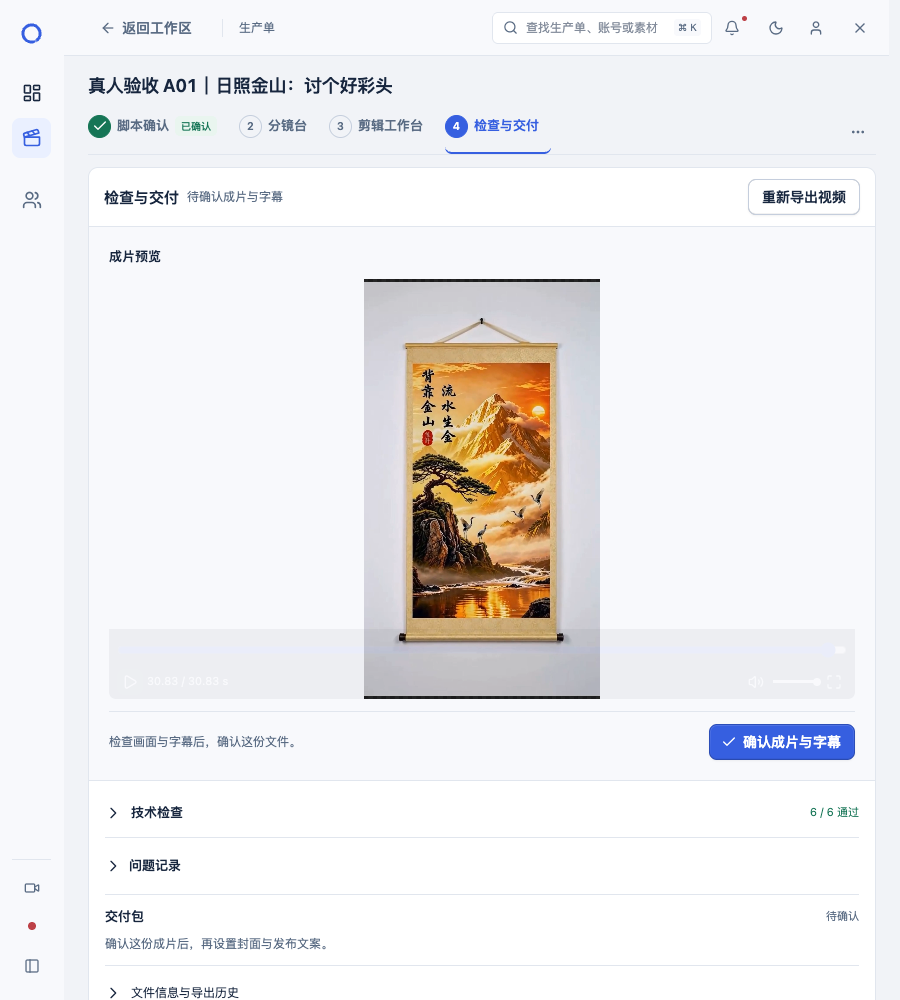 返回工作区
生产单
查找生产单、账号或素材
⌘ K
真人验收 A01｜日照金山：讨个好彩头
脚本确认 已确认
2 分镜台
3 剪辑工作台
4 检查与交付
检查与交付 待确认成片与字幕
重新导出视频
成片预览
背靠金山
流水生金
30.83 / 30.83 s
检查画面与字幕后，确认这份文件。
确认成片与字幕
技术检查
6 / 6 通过
问题记录
交付包
待确认
确认这份成片后，再设置封面与发布文案。
文件信息与导出历史